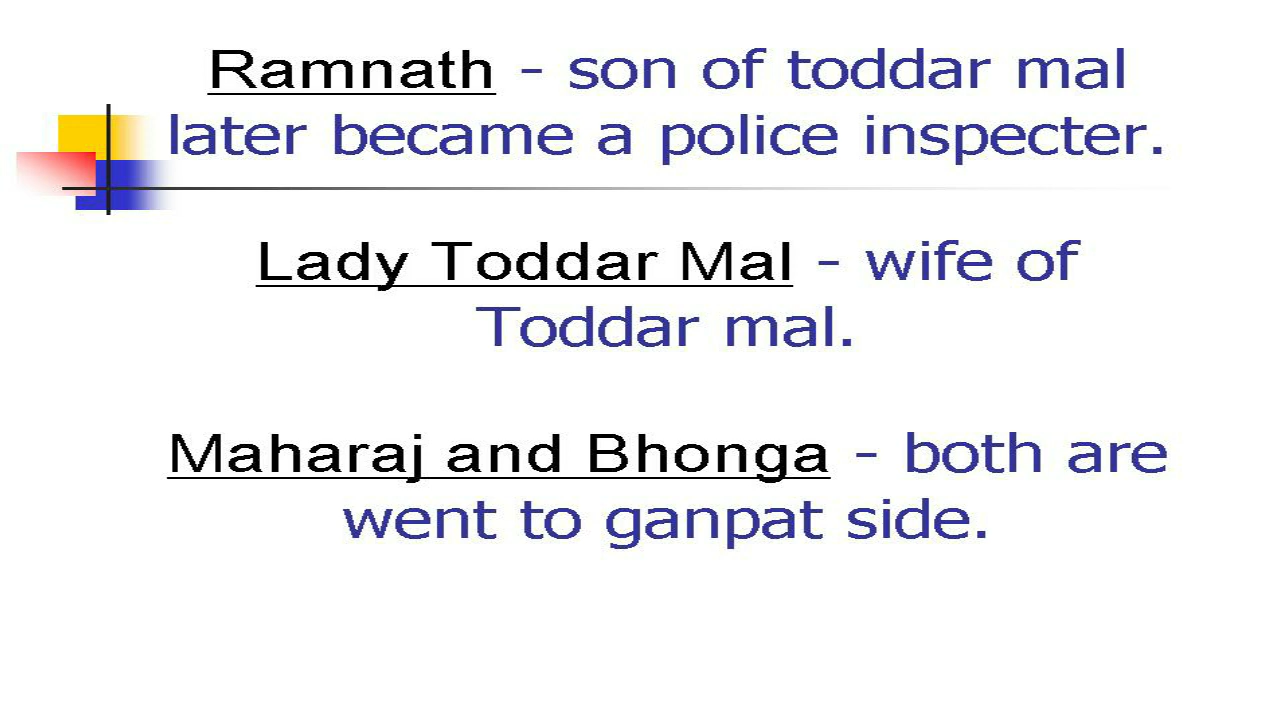 Ramnath - son of toddar mal
later became a police inspecter.
Lady Toddar Mal - wife of
Toddar mal.
Maharaj and Bhonga - both are
went to ganpat side.